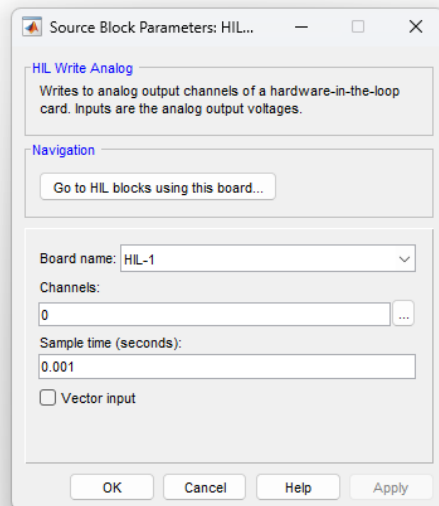 Source Block Parameters: HIL...
HIL Write Analog
Writes to analog output channels of a hardware-in-the-loop
card. Inputs are the analog output voltages.
Navigation
Go to HIL blocks using this board...
Board name: HIL-1
Channels:
0
...
Sample time (seconds):
0.001
Vector input
OK Cancel Help Apply